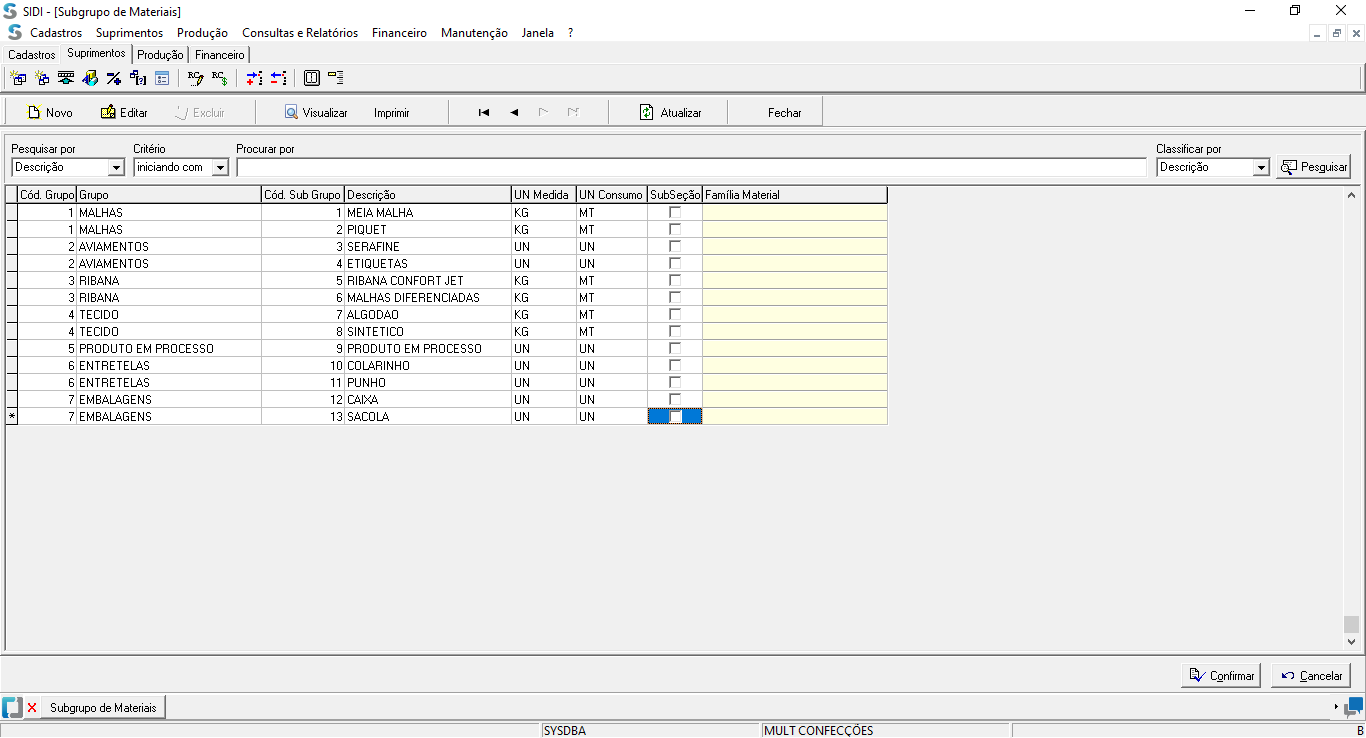 SIDI - [Subgrupo de Materiais]
Cadastros Suprimentos Produção Consultas e Relatórios Financeiro Manutenção Janela ?
Cadastros Suprimentos Produção Financeiro
Novo Editar Excluir Visualizar Imprimir Atualizar Fechar
Pesquisar por Critério Procurar por Classificar por
Descrição iniciando com Descrição Pesquisar
Cód. Grupo Grupo Cód. Sub Grupo Descrição UN Medida UN Consumo SubSeção Família Material
1 MALHAS 1 MEIA MALHA KG MT
1 MALHAS 2 PIQUET KG MT
2 AVIAMENTOS 3 SERAFINE UN UN
2 AVIAMENTOS 4 ETIQUETAS UN UN
3 RIBANA 5 RIBANA CONFORT JET KG MT
3 RIBANA 6 MALHAS DIFERENCIADAS KG MT
4 TECIDO 7 ALGODAO KG MT
4 TECIDO 8 SINTETICO KG MT
5 PRODUTO EM PROCESSO 9 PRODUTO EM PROCESSO UN UN
6 ENTRETELAS 10 COLARINHO UN UN
6 ENTRETELAS 11 PUNHO UN UN
7 EMBALAGENS 12 CAIXA UN UN
* 7 EMBALAGENS 13 SACOLA UN UN
Confirmar Cancelar
Subgrupo de Materiais
SYSDBA MULT CONFECÇÕES B